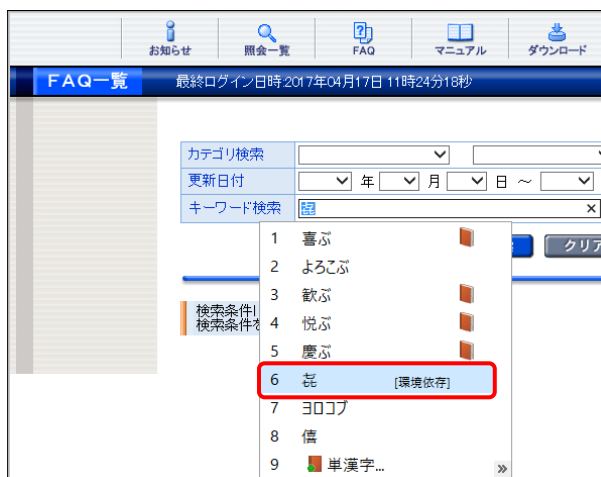 お知らせ 照会一覧 FAQ マニュアル ダウンロード
FAQ一覧 最終ログイン日時:2017年04月17日 11時24分18秒
カテゴリ検索
更新日付 年 月 日 ～
キーワード検索 㐂
クリア
1 喜ぶ
2 よろこぶ
3 歓ぶ
4 悦ぶ
5 慶ぶ
6 㐂 [環境依存]
7 ヨロコブ
8 僖
9 単漢字...
検索条件
検索条件を